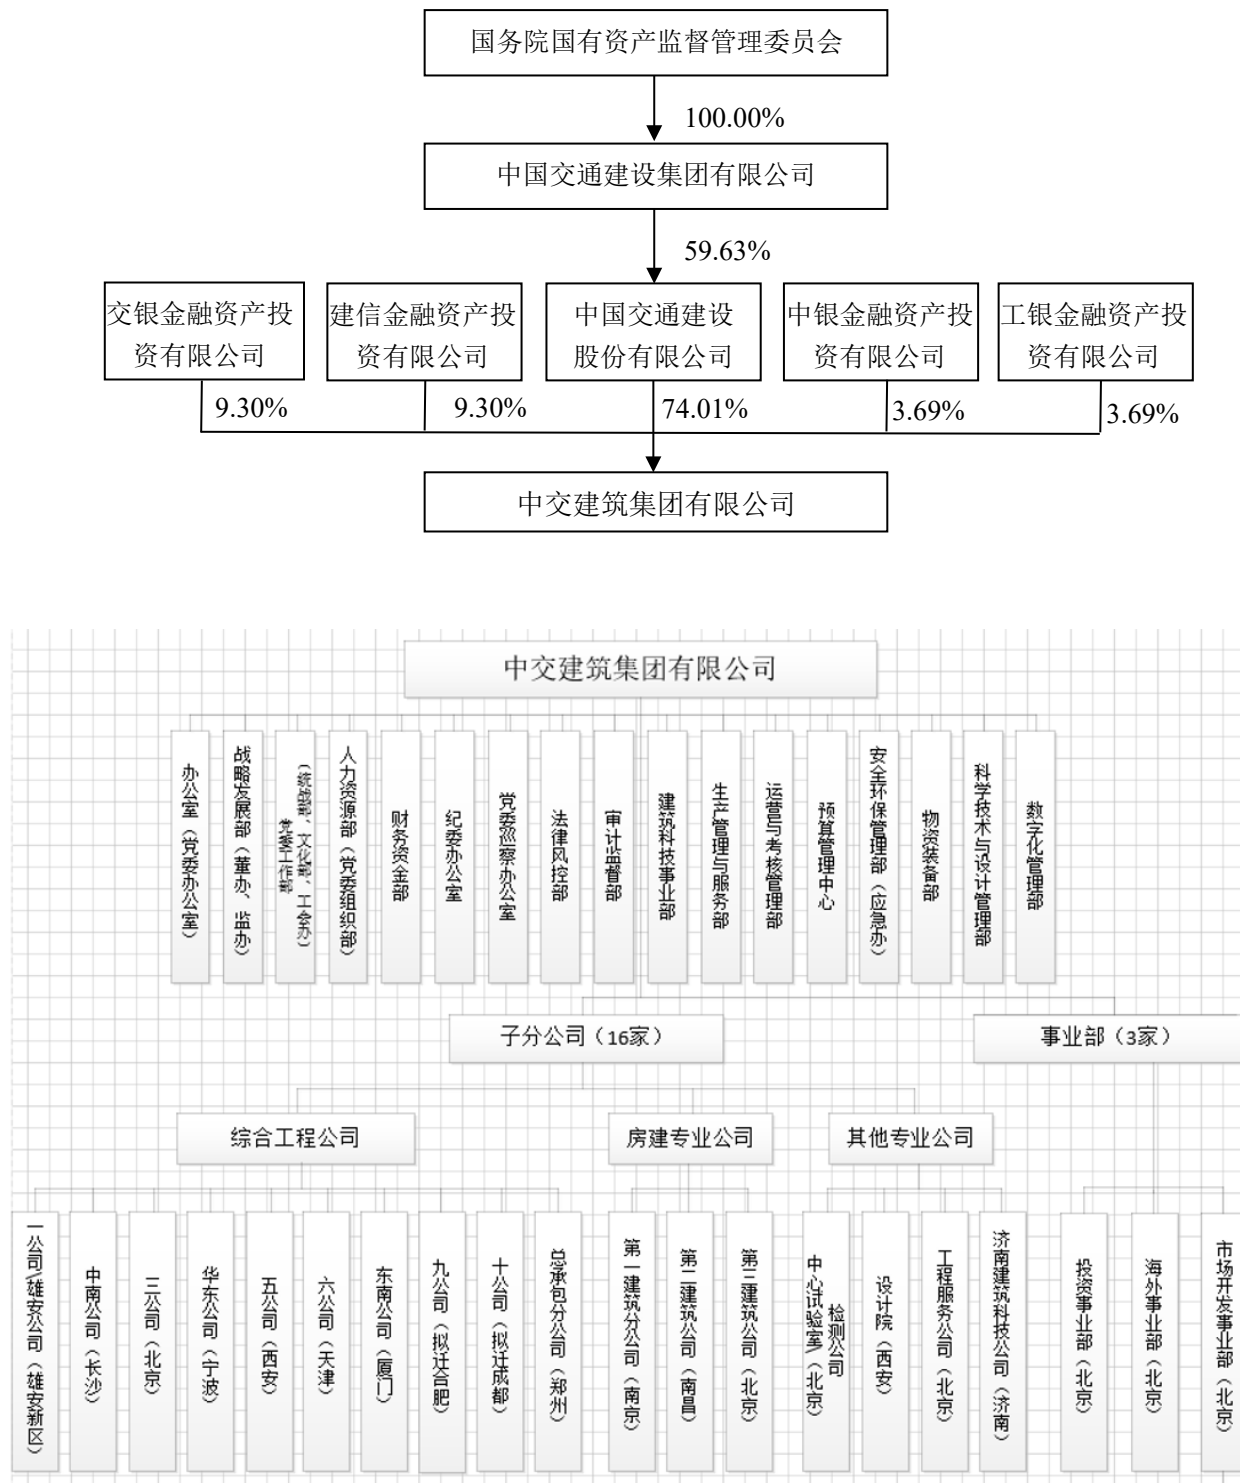 国务院国有资产监督管理委员会
100.00%
中国交通建设集团有限公司
59.63%
交银金融资产投
资有限公司
建信金融资产投
资有限公司
中国交通建设
股份有限公司
中银金融资产投
资有限公司
工银金融资产投
资有限公司
9.30%
9.30%
74.01%
3.69%
3.69%
中交建筑集团有限公司
中交建筑集团有限公司
办公室（党委办公室）
战略发展部（董办、监办）
党委工作部
（统战部、文化部、工会办）
人力资源部（党委组织部）
财务资金部
纪委办公室
党委巡察办公室
法律风控部
审计监督部
建筑科技事业部
生产管理与服务部
运营与考核管理部
预算管理中心
安全环保管理部（应急办）
物资装备部
科学技术与设计管理部
数字化管理部
子分公司（16家）
事业部（3家）
综合工程公司
房建专业公司
其他专业公司
一公司/雄安公司（雄安新区）
中南公司（长沙）
三公司（北京）
华东公司（宁波）
五公司（西安）
六公司（天津）
东南公司（厦门）
九公司（拟迁合肥）
十公司（拟迁成都）
总承包分公司（郑州）
第一建筑分公司（南京）
第二建筑公司（南昌）
第三建筑公司（北京）
中心试验室/（北京）
检测公司
设计院（西安）
工程服务公司（北京）
济南建筑科技公司（济南）
投资事业部（北京）
海外事业部（北京）
市场开发事业部（北京）